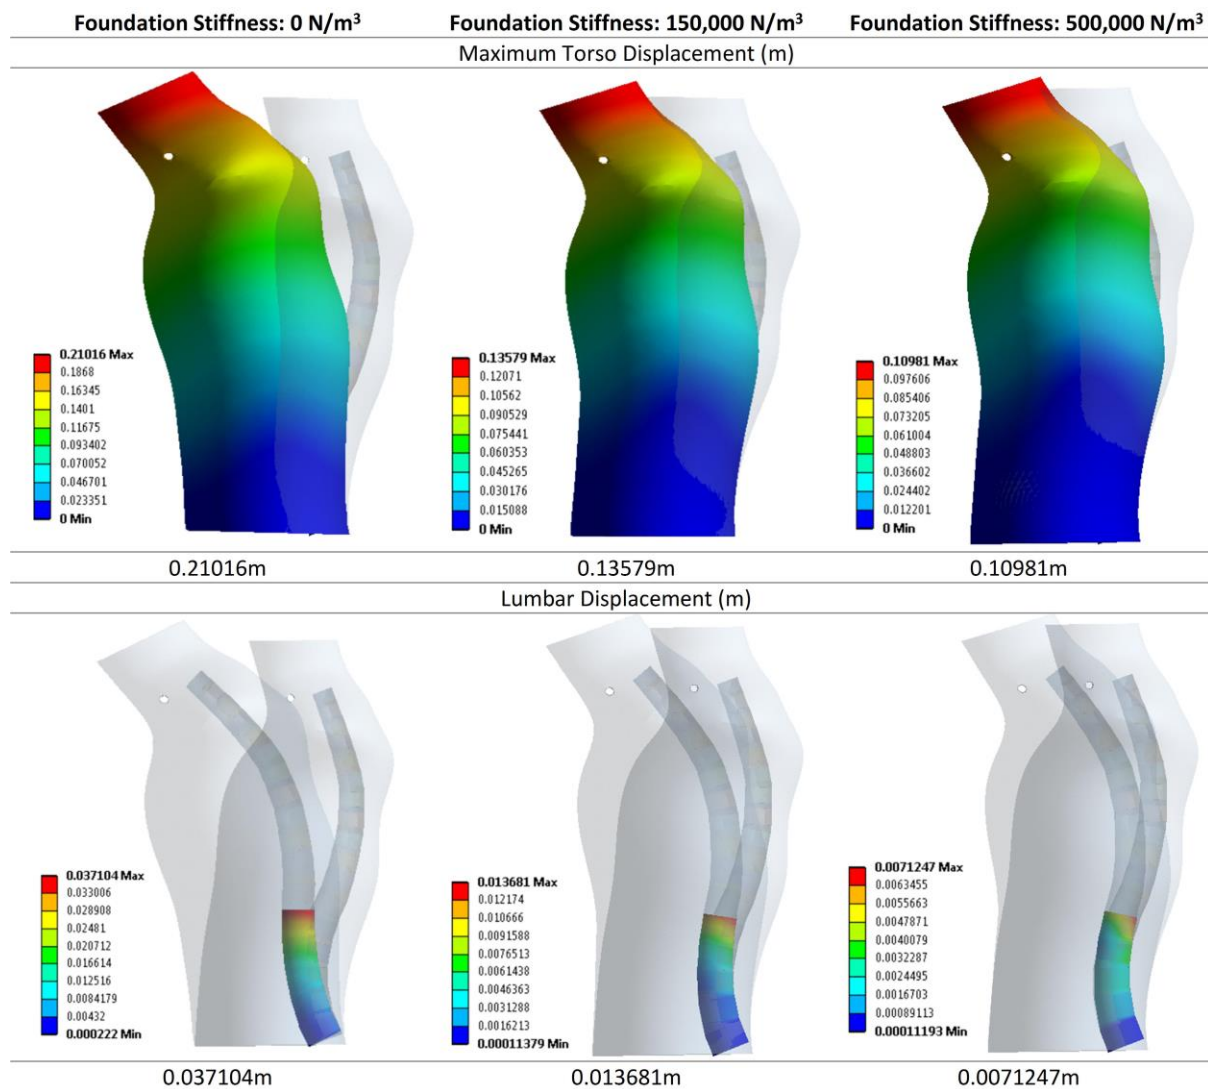 Foundation Stiffness: 0 N/m³ Foundation Stiffness: 150,000 N/m³ Foundation Stiffness: 500,000 N/m³
Maximum Torso Displacement (m)
0.21016 Max
0.1868
0.16345
0.1401
0.11675
0.093402
0.070052
0.046701
0.023351
0 Min
0.13579 Max
0.12071
0.10562
0.090529
0.075441
0.060353
0.045265
0.030176
0.015088
0 Min
0.10981 Max
0.097606
0.085406
0.073205
0.061004
0.048803
0.036602
0.024402
0.012201
0 Min
0.21016m 0.13579m 0.10981m
Lumbar Displacement (m)
0.037104 Max
0.033006
0.028908
0.02481
0.020712
0.016614
0.012516
0.0084179
0.00432
0.000222 Min
0.013681 Max
0.012174
0.010666
0.0091588
0.0076513
0.0061438
0.0046363
0.0031288
0.0016213
0.00011379 Min
0.0071247 Max
0.0063455
0.0055663
0.0047871
0.0040079
0.0032287
0.0024495
0.0016703
0.00089113
0.00011193 Min
0.037104m 0.013681m 0.0071247m